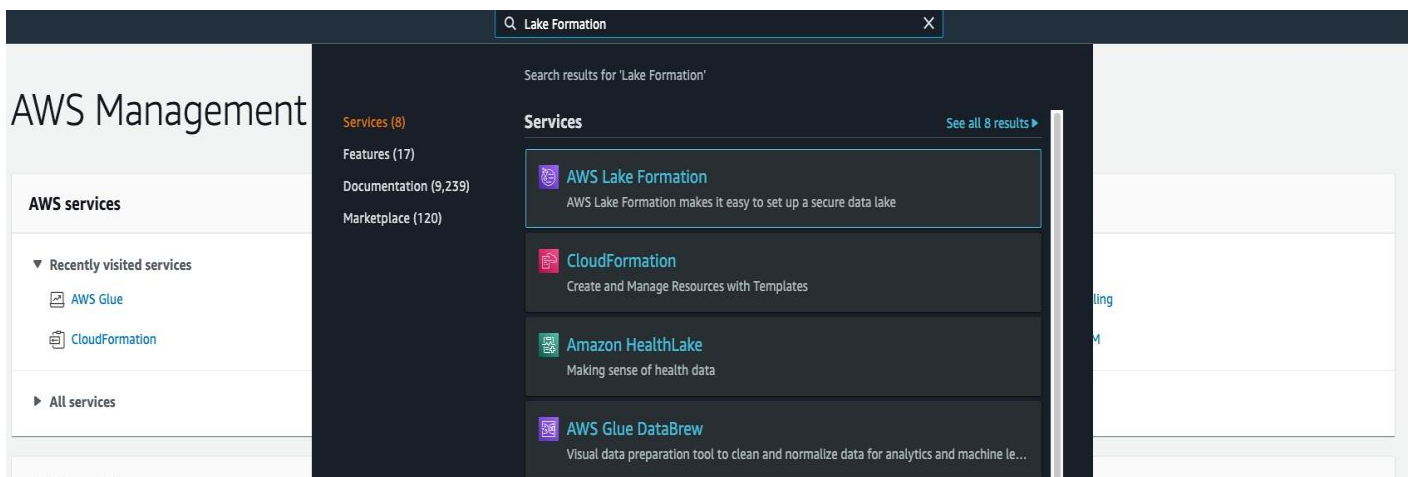 Lake Formation
Search results for 'Lake Formation'
AWS Management
Services (8)
Features (17)
Documentation (9,239)
Marketplace (120)
Services
See all 8 results
AWS Lake Formation
AWS Lake Formation makes it easy to set up a secure data lake
CloudFormation
Create and Manage Resources with Templates
Amazon HealthLake
Making sense of health data
AWS Glue DataBrew
Visual data preparation tool to clean and normalize data for analytics and machine le...
AWS services
Recently visited services
AWS Glue
CloudFormation
All services
ling
M